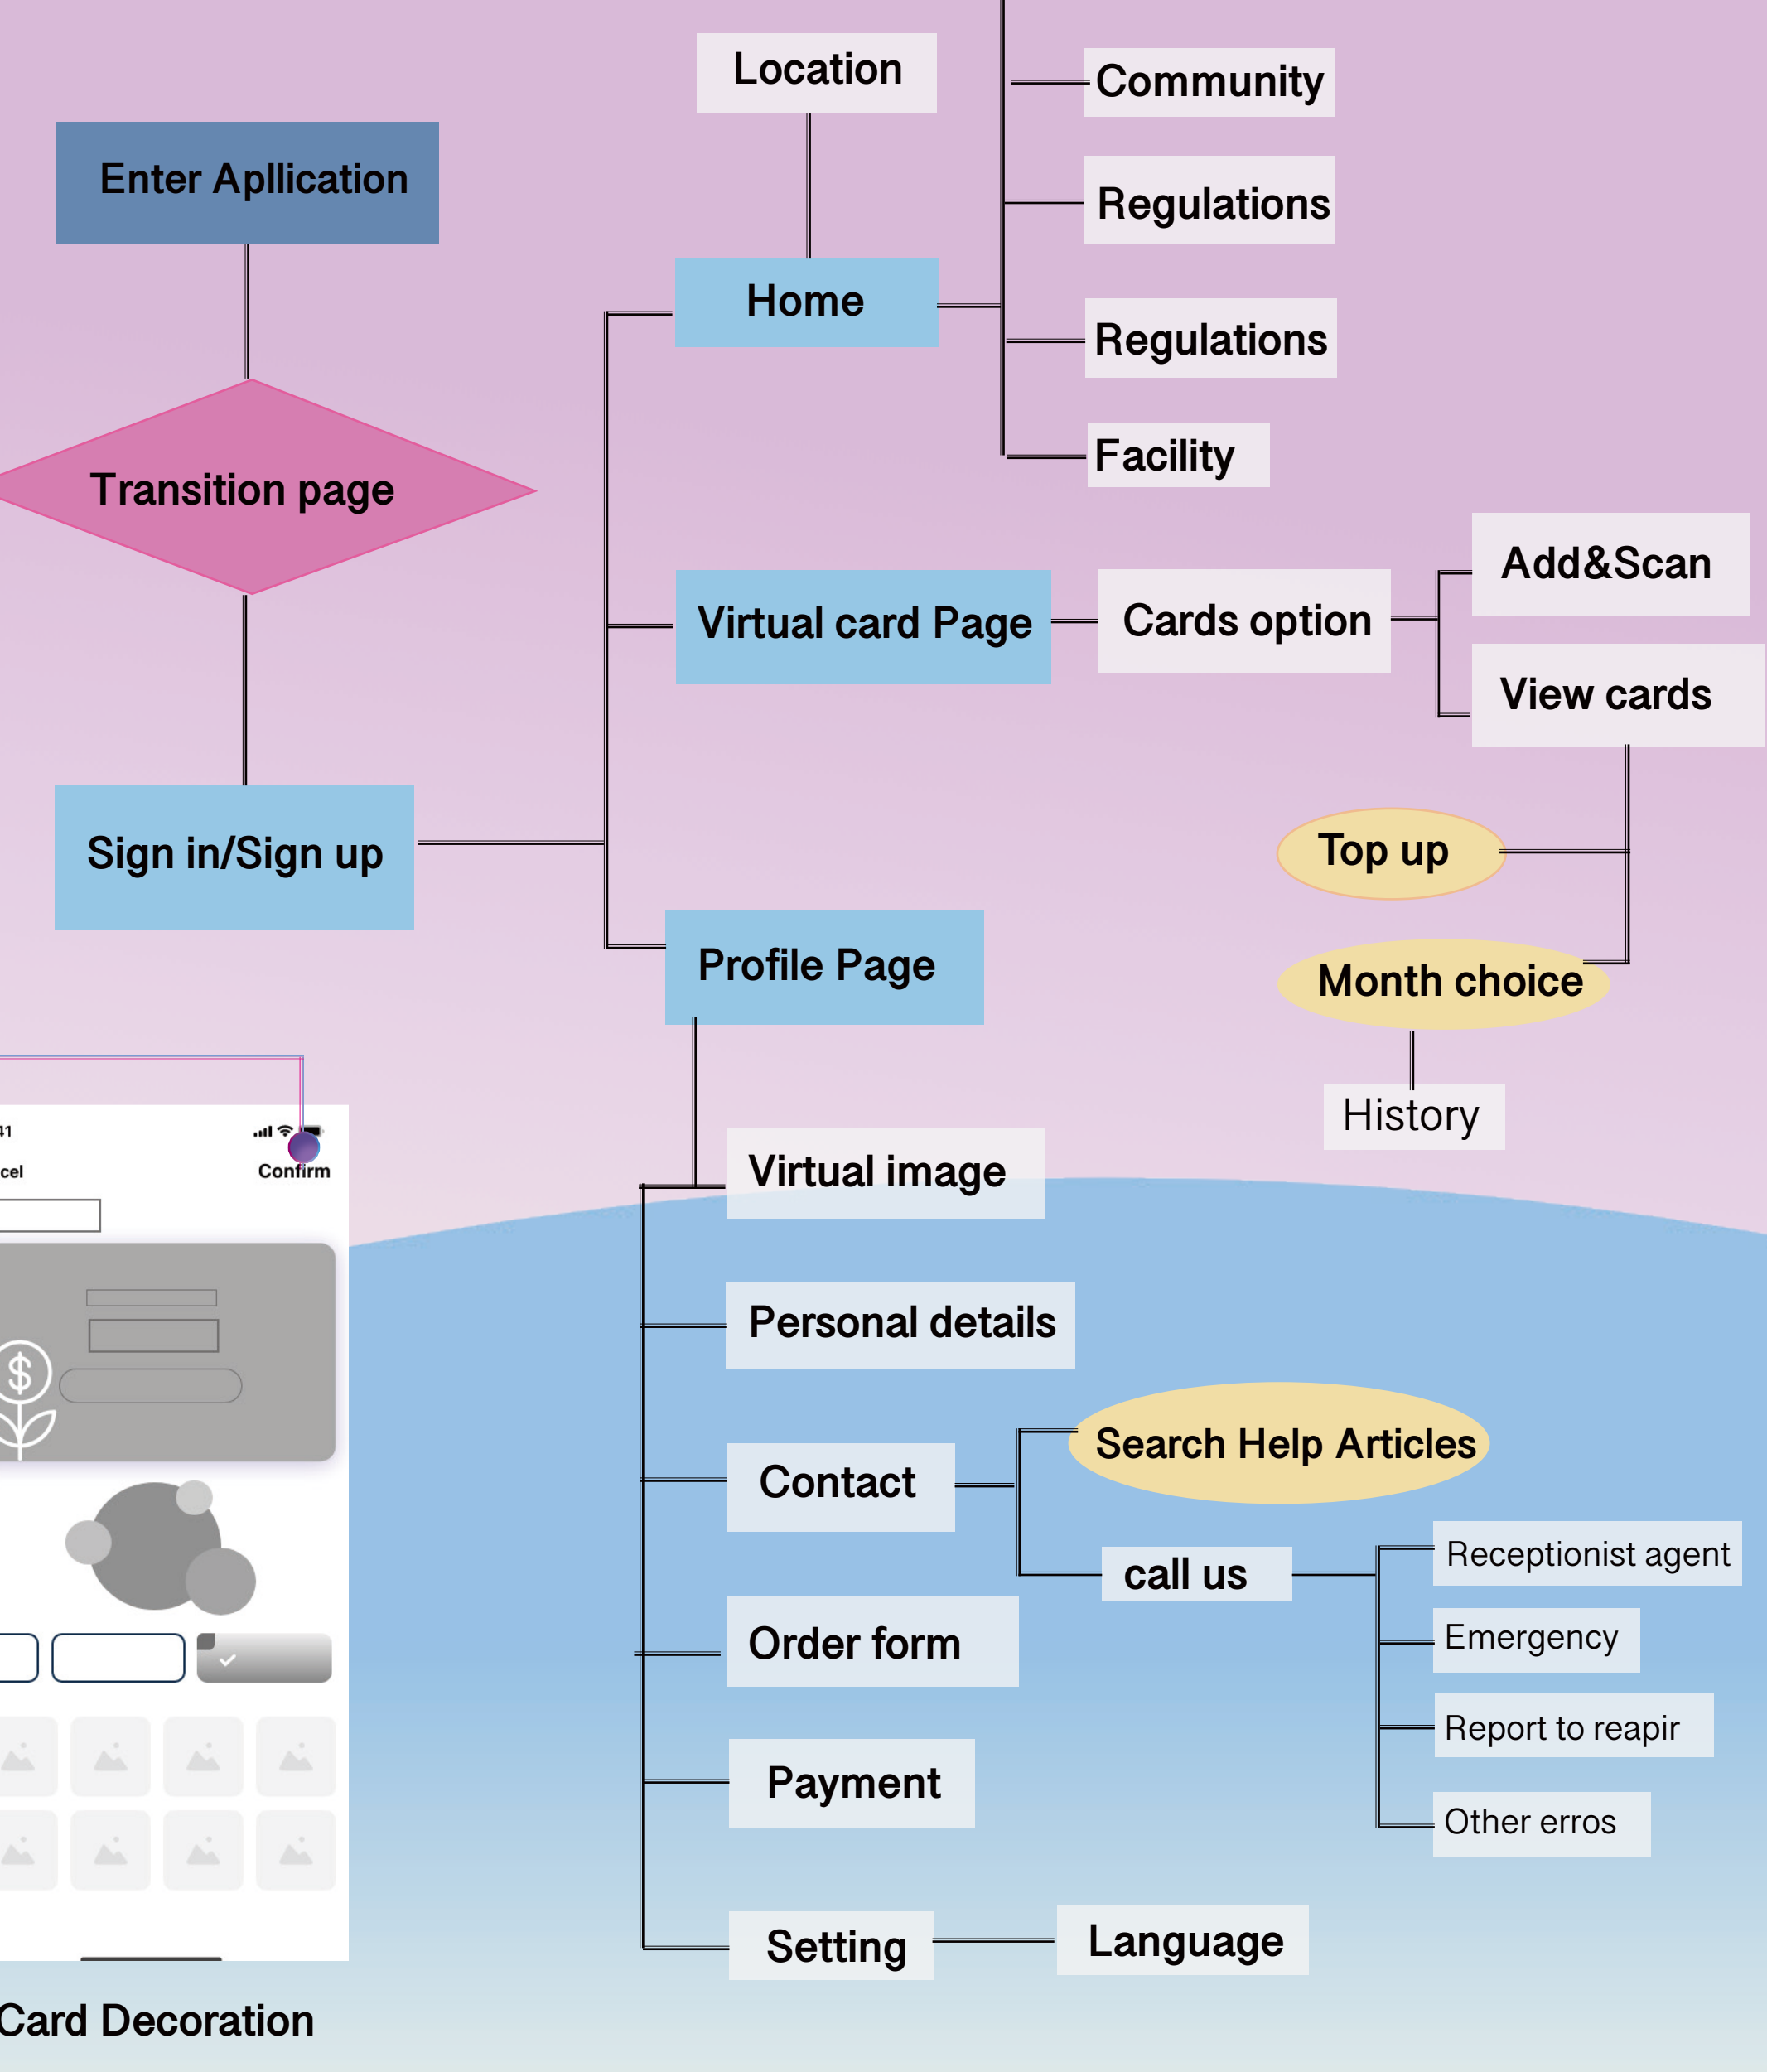 Location
Community
Enter Apllication
Regulations
Home
Regulations
Facility
Transition page
Add&Scan
Virtual card Page
Cards option
View cards
Sign in/Sign up
Top up
Profile Page
Month choice
History
41
cel
Confirm
Virtual image
Personal details
Search Help Articles
Contact
call us
Receptionist agent
Order form
Emergency
Report to reapir
Payment
Other erros
Setting
Language
Card Decoration